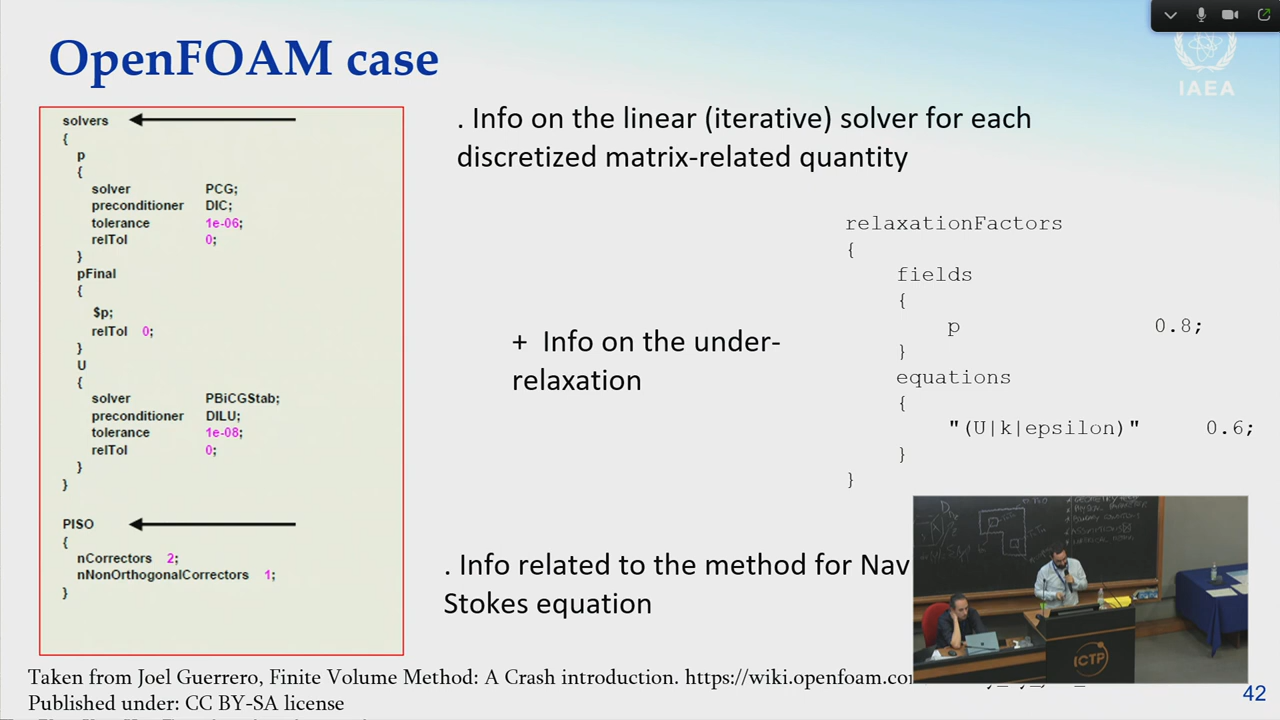 OpenFOAM case
IAEA
solvers
{
p
{
solver PCG;
preconditioner DIC;
tolerance 1e-06;
relTol 0;
}
pFinal
{
$p;
relTol 0;
}
U
{
solver PBiCGStab;
preconditioner DILU;
tolerance 1e-08;
relTol 0;
}
}
PISO
{
nCorrectors 2;
nNonOrthogonalCorrectors 1;
}
. Info on the linear (iterative) solver for each
discretized matrix-related quantity
+ Info on the under-
relaxation
relaxationFactors
{
fields
{
p 0.8;
}
equations
{
"(U|k|epsilon)" 0.6;
}
}
. Info related to the method for Nav
Stokes equation
ICTP
Taken from Joel Guerrero, Finite Volume Method: A Crash introduction. https://wiki.openfoam.co
Published under: CC BY-SA license
42